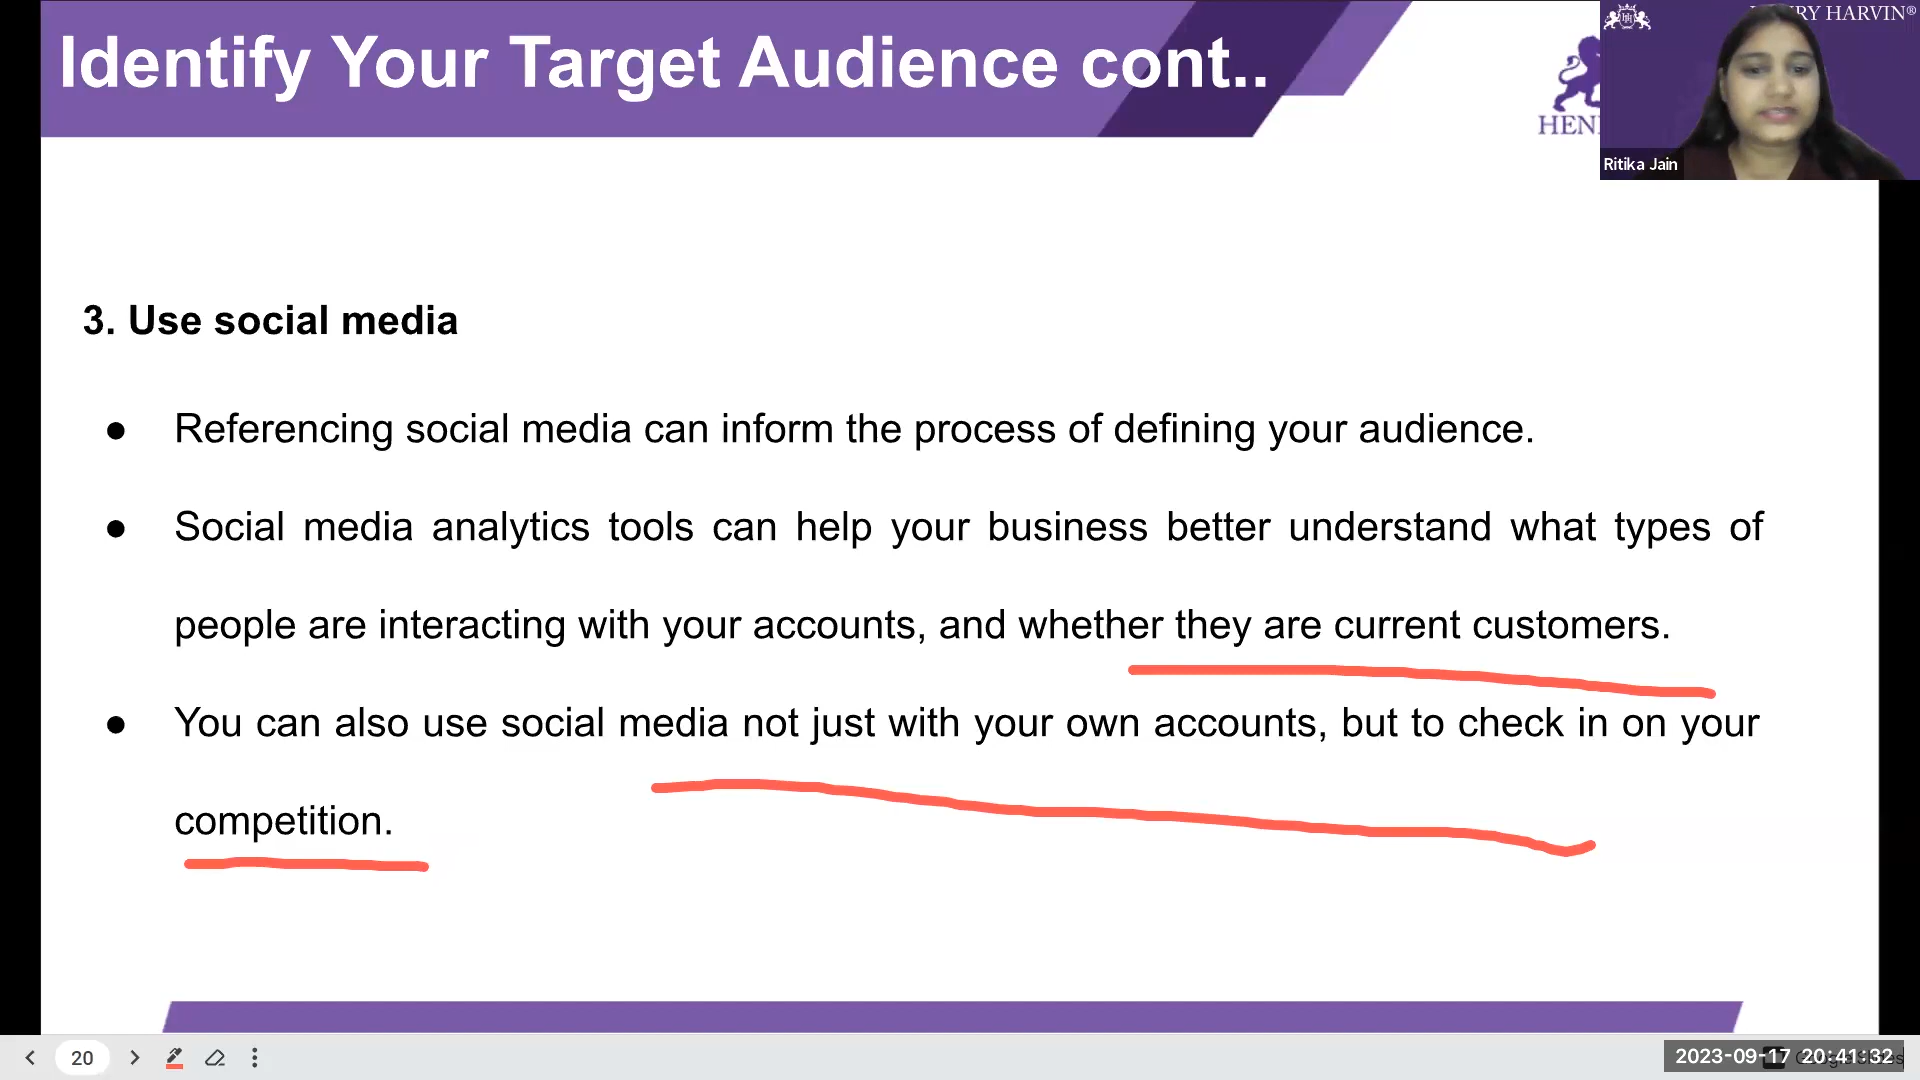 Identify Your Target Audience cont..
RY HARVIN®
HEN
Ritika Jain
3. Use social media
● Referencing social media can inform the process of defining your audience.
● Social media analytics tools can help your business better understand what types of
people are interacting with your accounts, and whether they are current customers.
● You can also use social media not just with your own accounts, but to check in on your
competition.
20
2023-09-17 20:41:32